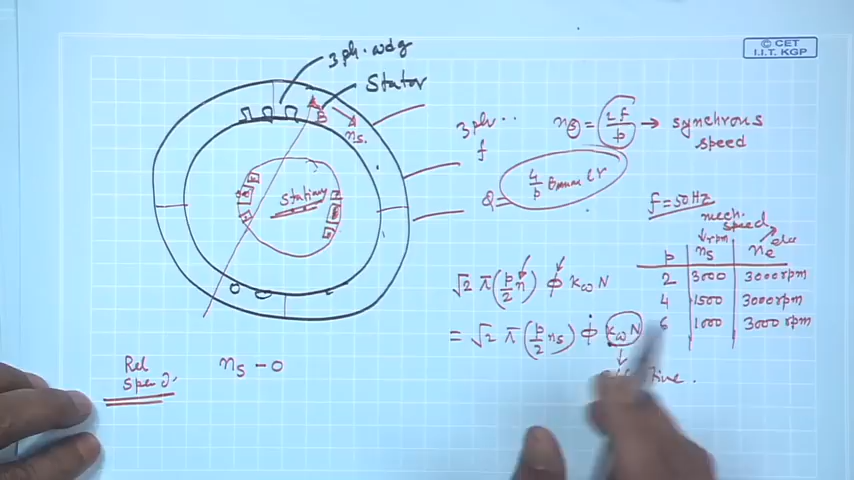 © CET
I.I.T. KGP
3 ph. wdg
Stator
B
ns.
3 ph..
f
ns = 2f/p → synchronous speed
Q = 4/p Bmax l r
Stationary
f = 50 Hz
mech. speed
rpm
elec
p ns ne
2 3000 3000 rpm
4 1500 3000 rpm
6 1000 3000 rpm
√2 π (p/2 n) φ kω N
= √2 π (p/2 ns) φ kω N
Rel
Speed.
ns - 0